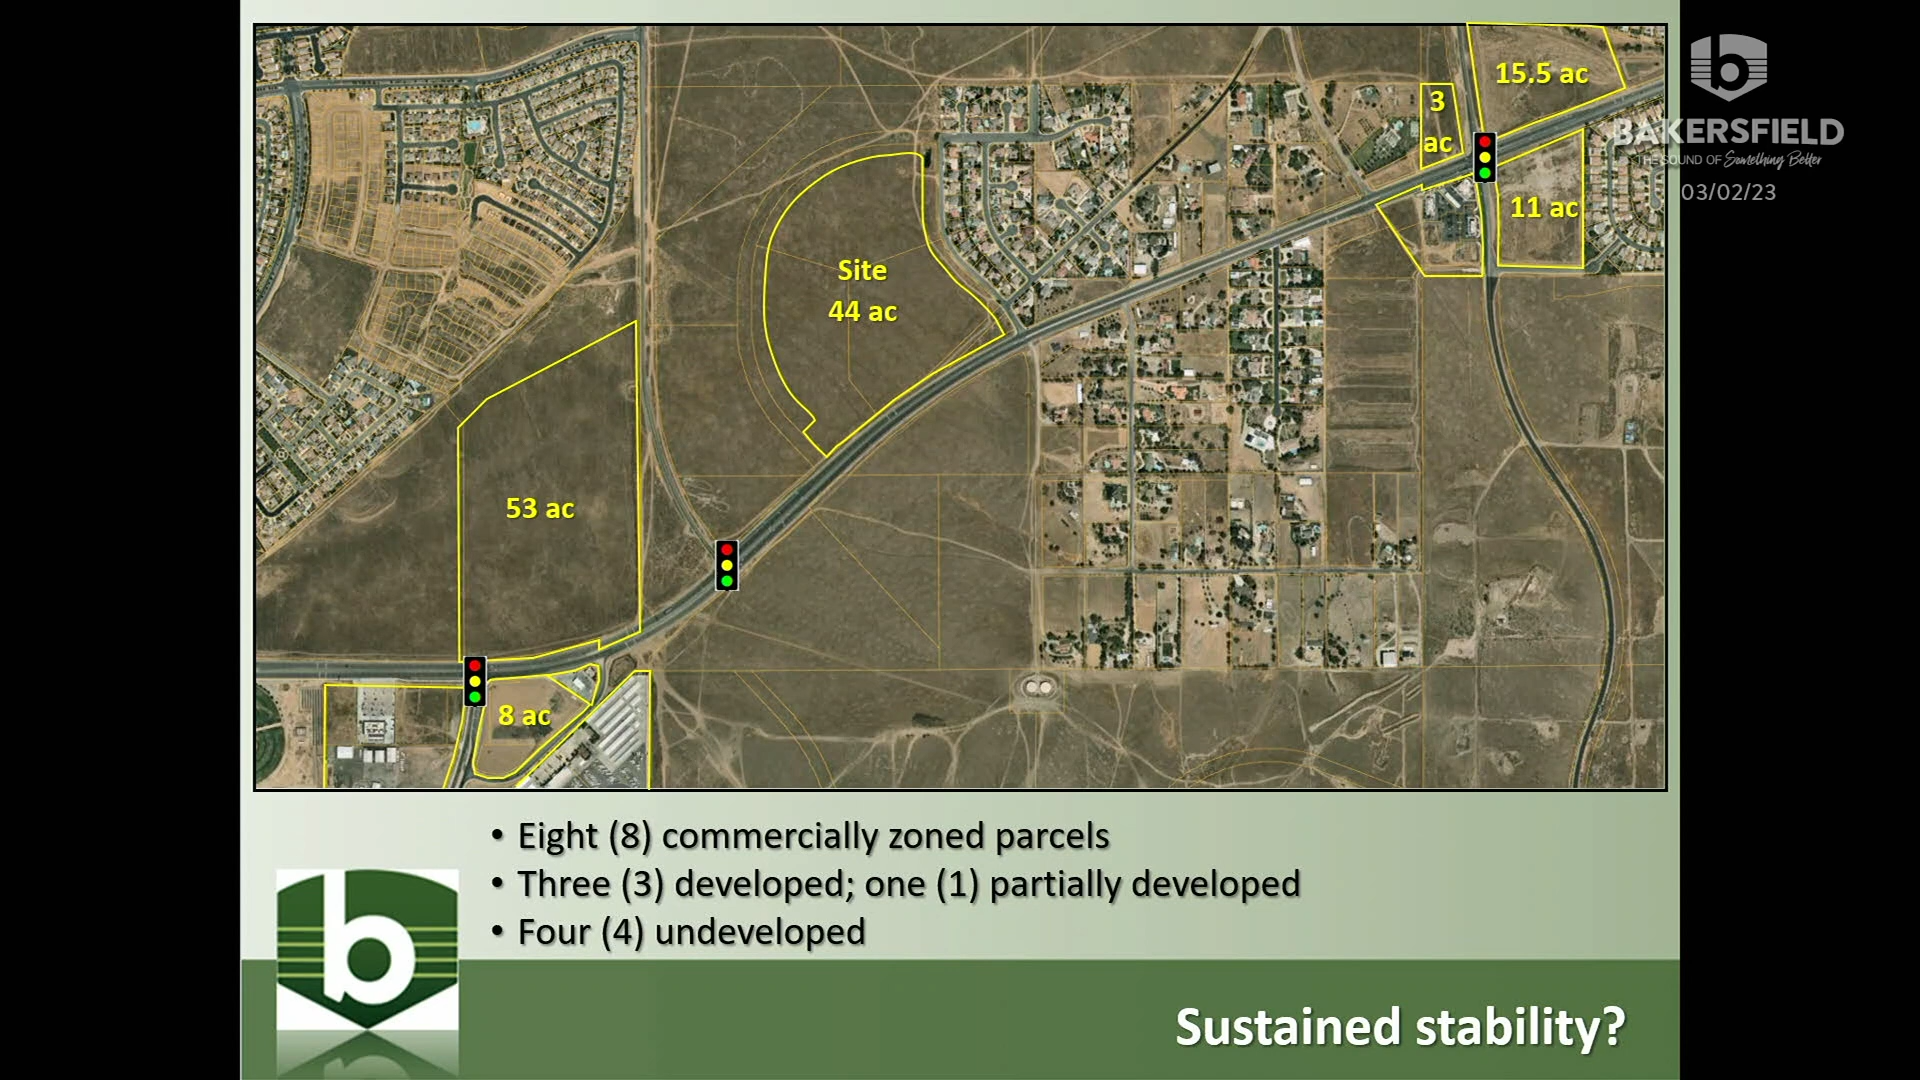 15.5 ac
3
ac
BAKERSFIELD
THE SOUND OF Something Better
03/02/23
11 ac
Site
44 ac
53 ac
8 ac
• Eight (8) commercially zoned parcels
• Three (3) developed; one (1) partially developed
• Four (4) undeveloped
b
Sustained stability?